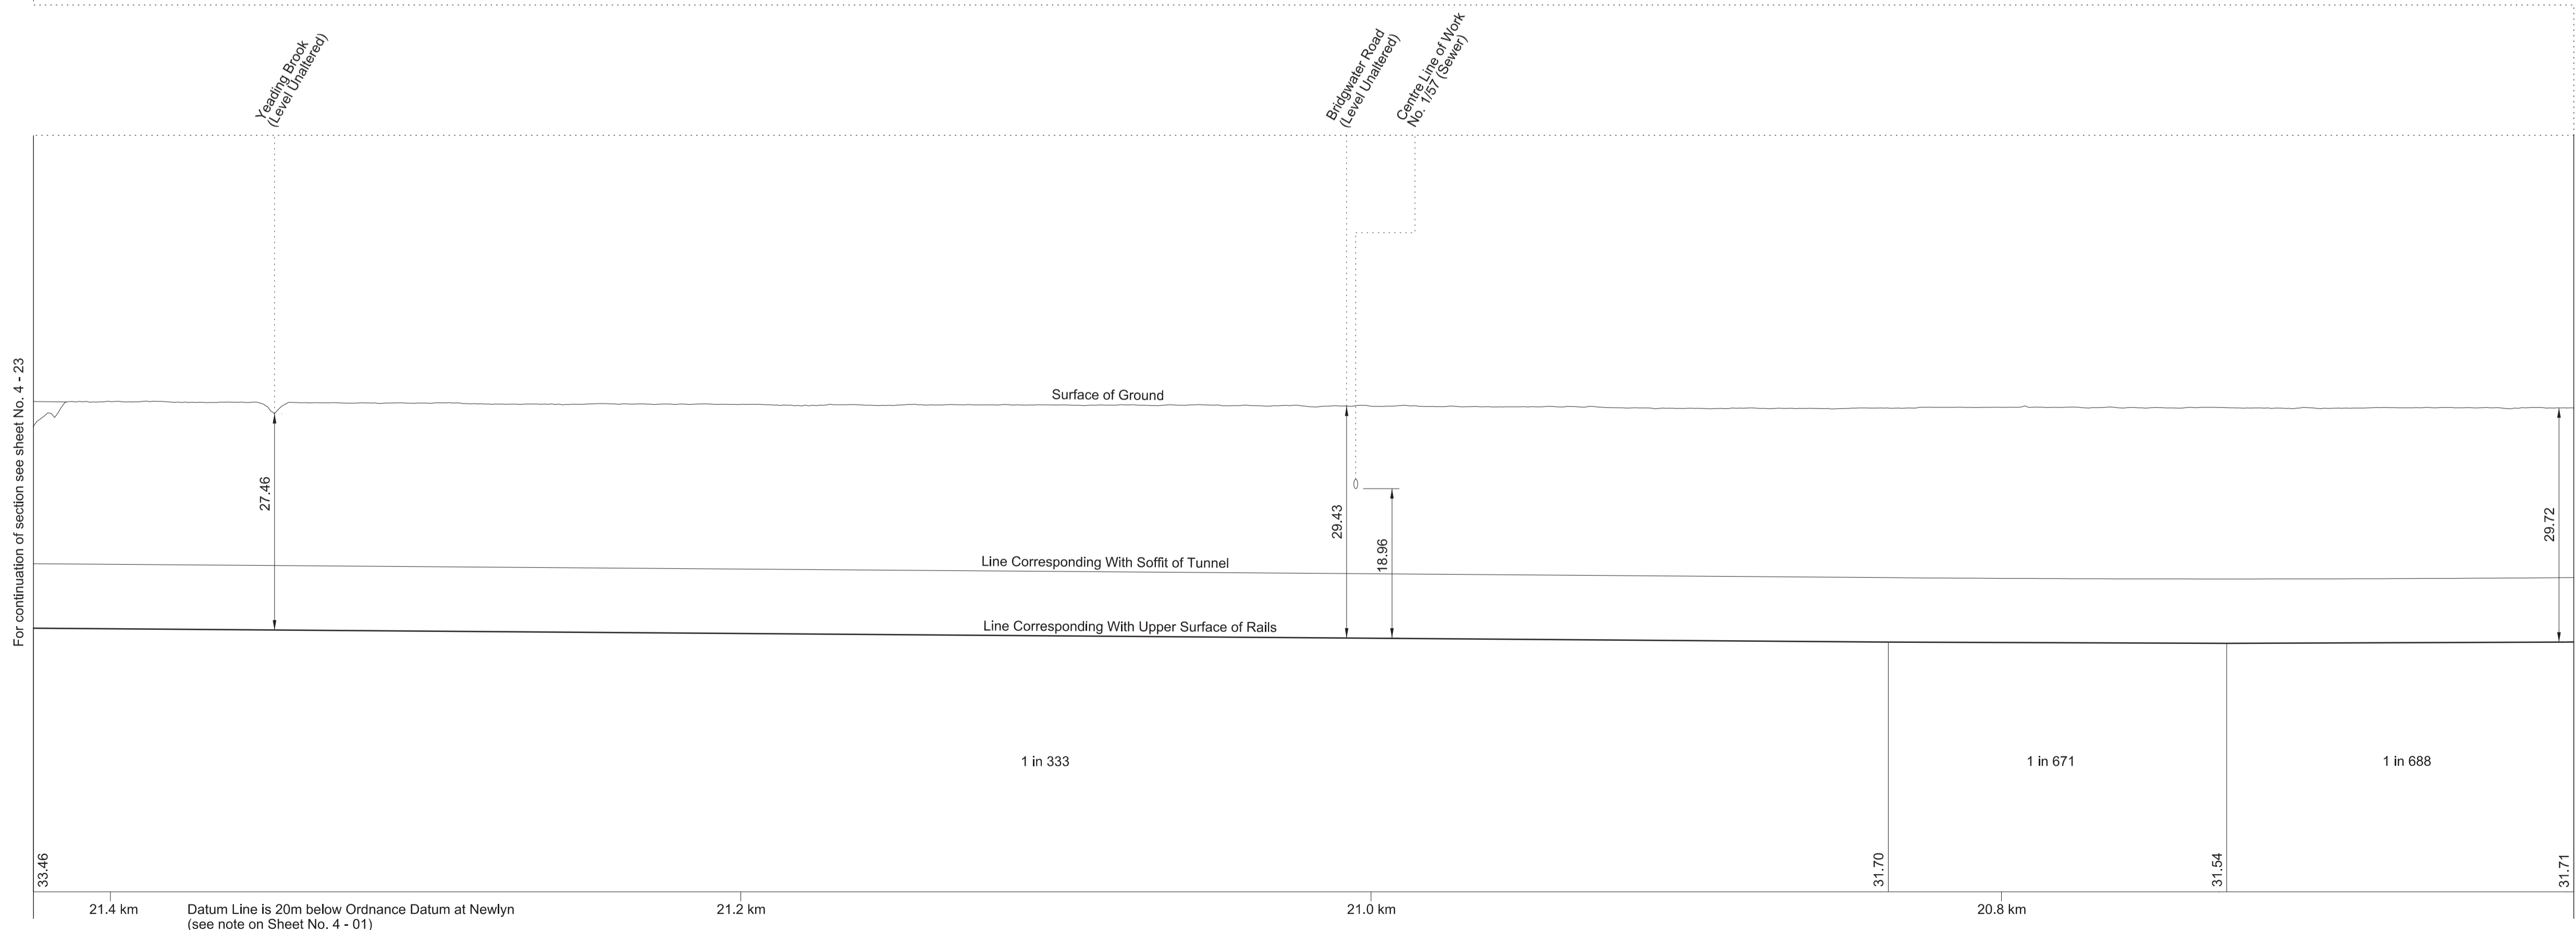 Yeading Brook
(Level Unaltered)
Bridgwater Road
(Level Unaltered)
Centre Line of Work
No. 1/57 (Sewer)
For continuation of section see sheet No. 4 - 23
Surface of Ground
27.46
29.43
18.96
29.72
Line Corresponding With Soffit of Tunnel
Line Corresponding With Upper Surface of Rails
1 in 333
1 in 671
1 in 688
33.46
31.70
31.54
31.71
21.4 km
21.2 km
21.0 km
20.8 km
Datum Line is 20m below Ordnance Datum at Newlyn
(see note on Sheet No. 4 - 01)